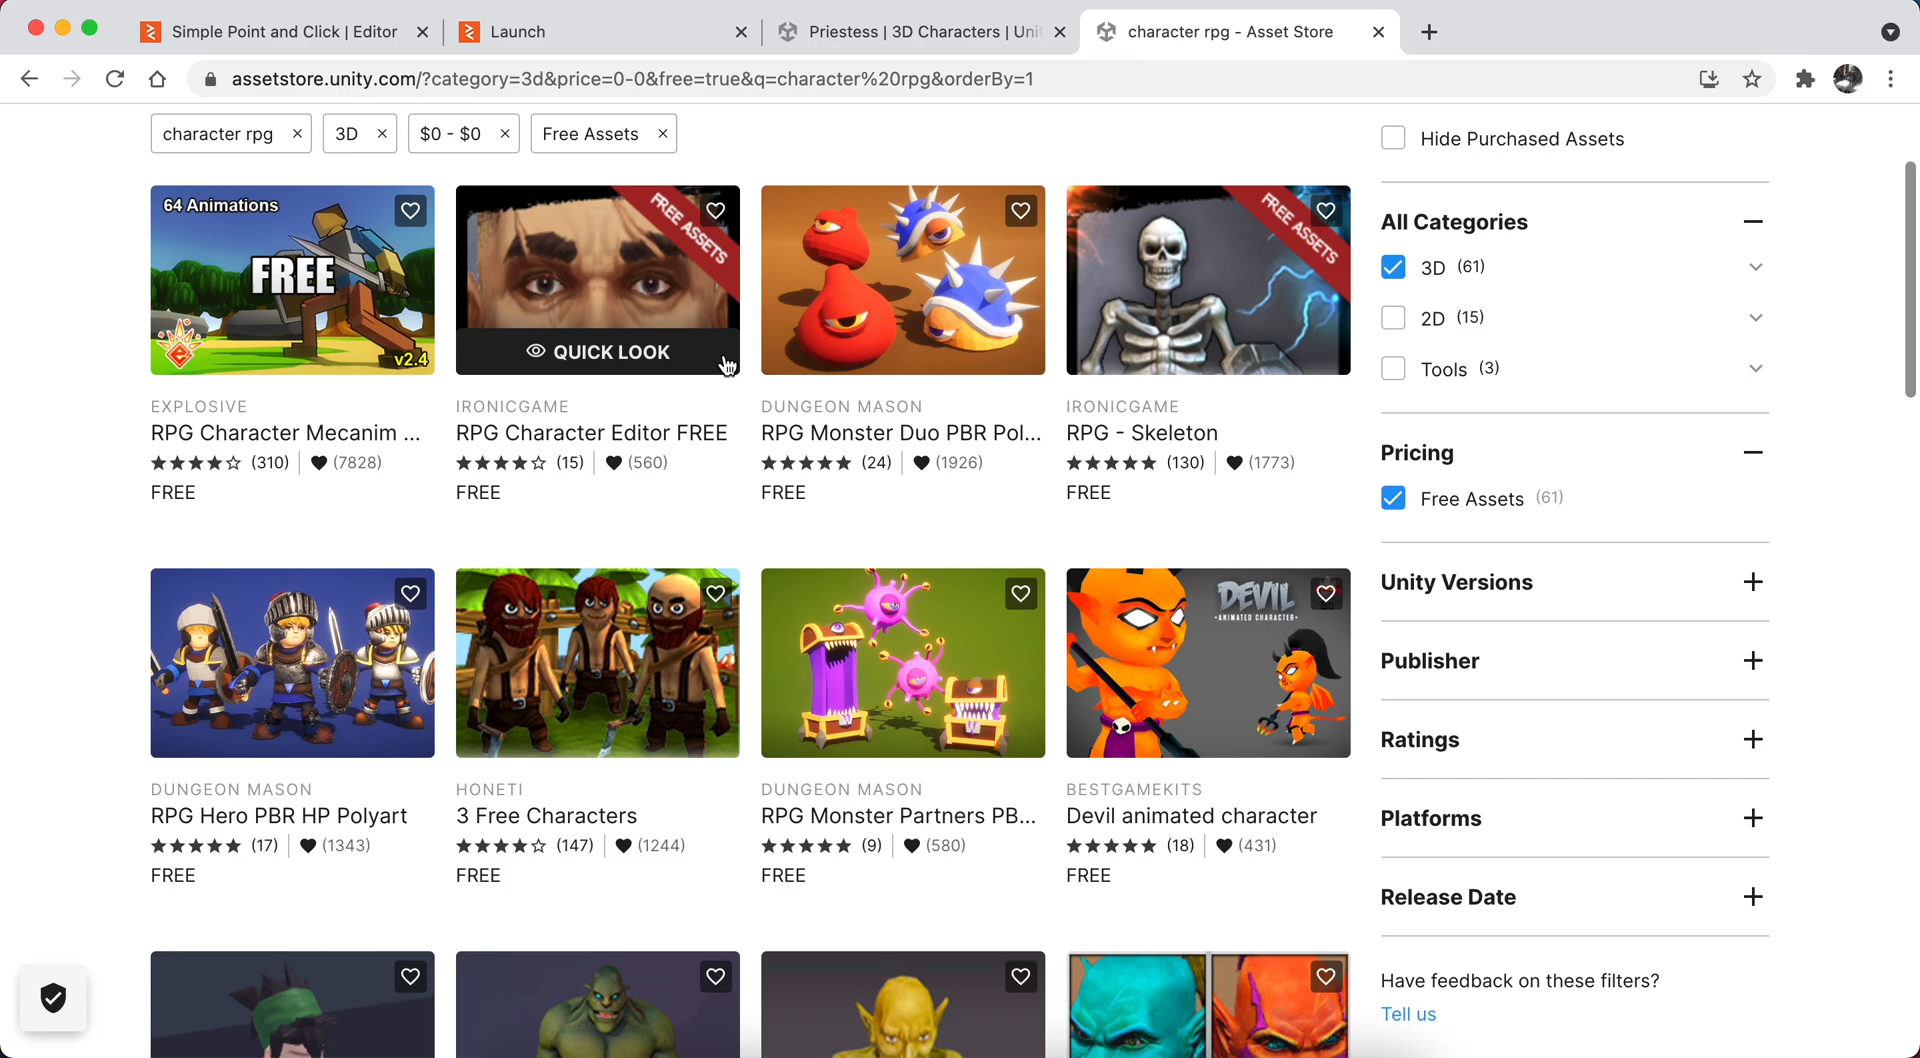 Simple Point and Click | Editor
Launch
Priestess | 3D Characters | Uni
character rpg - Asset Store
assetstore.unity.com/?category=3d&price=0-0&free=true&q=character%20rpg&orderBy=1
character rpg
3D
$0 - $0
Free Assets
Hide Purchased Assets
All Categories
3D (61)
2D (15)
Tools (3)
Pricing
Free Assets (61)
Unity Versions
Publisher
Ratings
Platforms
Release Date
Have feedback on these filters?
Tell us
64 Animations
FREE
v2.4
FREE ASSETS
QUICK LOOK
FREE ASSETS
EXPLOSIVE
RPG Character Mecanim ...
(310) (7828)
FREE
IRONICGAME
RPG Character Editor FREE
(15) (560)
FREE
DUNGEON MASON
RPG Monster Duo PBR Pol...
(24) (1926)
FREE
IRONICGAME
RPG - Skeleton
(130) (1773)
FREE
DEVIL
•ANIMATED CHARACTER•
DUNGEON MASON
RPG Hero PBR HP Polyart
(17) (1343)
FREE
HONETI
3 Free Characters
(147) (1244)
FREE
DUNGEON MASON
RPG Monster Partners PB...
(9) (580)
FREE
BESTGAMEKITS
Devil animated character
(18) (431)
FREE